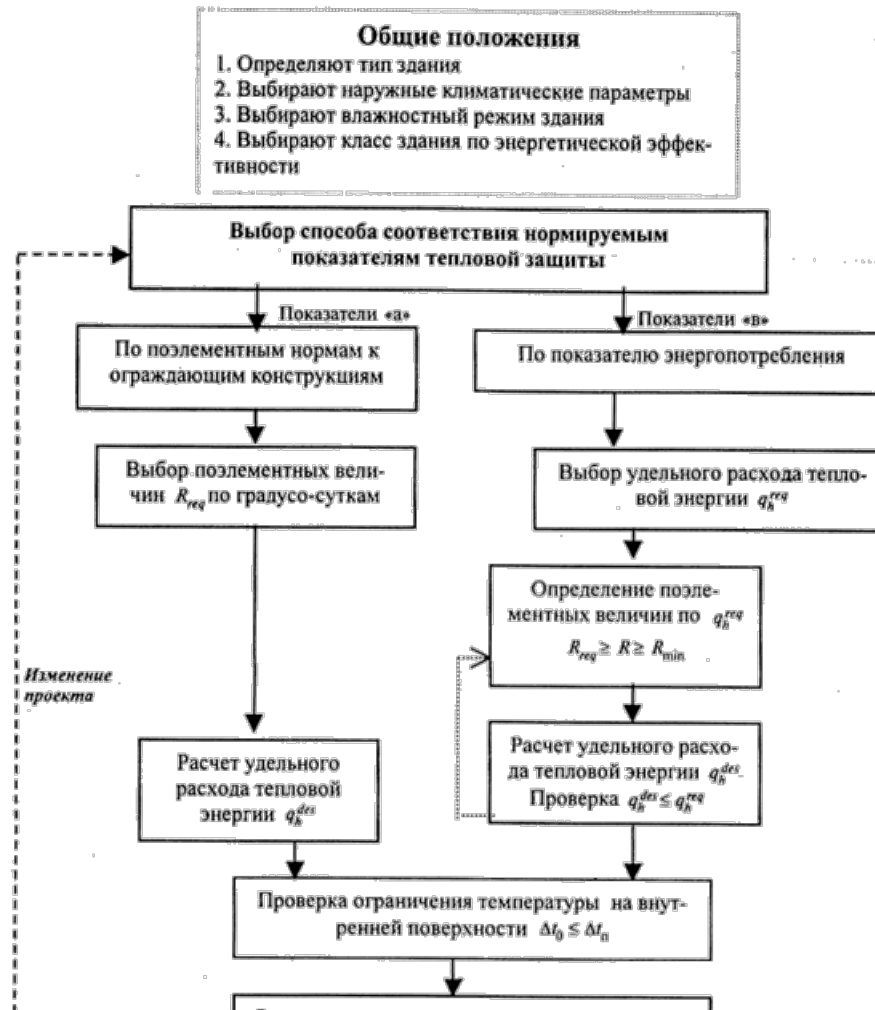 Общие положения
1. Определяют тип здания
2. Выбирают наружные климатические параметры
3. Выбирают влажностный режим здания
4. Выбирают класс здания по энергетической эффек-
тивности
Выбор способа соответствия нормируемым
показателям тепловой защиты
Показатели «а»
Показатели «в»
По поэлементным нормам к
ограждающим конструкциям
По показателю энергопотребления
Выбор поэлементных вели-
чин R_req по градусо-суткам
Выбор удельного расхода тепло-
вой энергии q_h^req
Определение поэле-
ментных величин по q_h^req
R_req ≥ R ≥ R_min
Изменение
проекта
Расчет удельного
расхода тепловой
энергии q_h^des
Расчет удельного расхо-
да тепловой энергии q_h^des
Проверка q_h^des ≤ q_h^req
Проверка ограничения температуры на внут-
ренней поверхности Δt_0 ≤ Δt_п